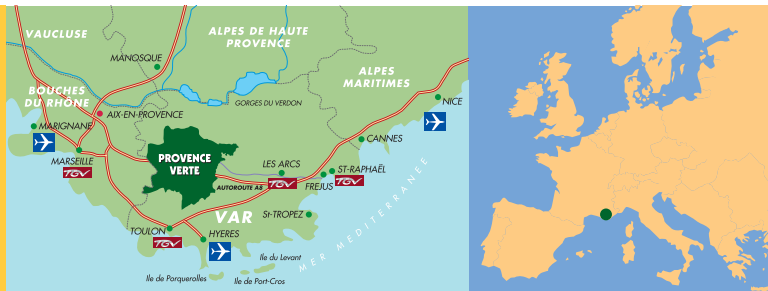 VAUCLUSE
ALPES DE HAUTE
PROVENCE
MANOSQUE
ALPES
MARITIMES
BOUCHES
DU RHÔNE
GORGES DU VERDON
NICE
AIX-EN-PROVENCE
MARIGNANE
CANNES
MARSEILLE
TGV
PROVENCE
VERTE
LES ARCS
TGV
ST-RAPHAËL
TGV
AUTOROUTE A8
FREJUS
VAR
St-TROPEZ
TOULON
TGV
HYERES
MER MEDITERRANÉE
Ile du Levant
Ile de Porquerolles
Ile de Port-Cros